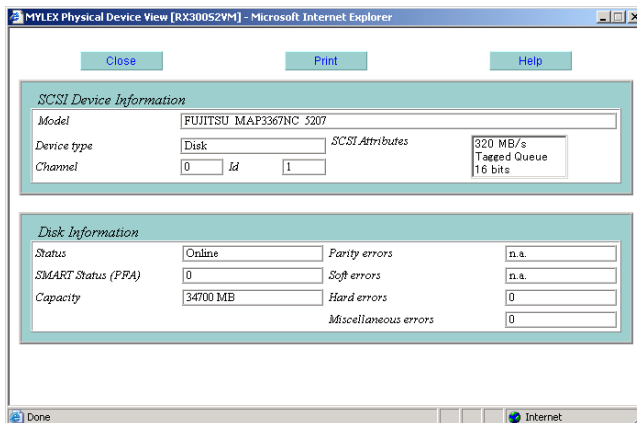 MYLEX Physical Device View [RX300S2VM] - Microsoft Internet Explorer
Close Print Help
SCSI Device Information
Model FUJITSU MAP3367NC 5207
Device type Disk SCSI Attributes 320 MB/s
Tagged Queue
Channel 0 Id 1 16 bits
Disk Information
Status Online Parity errors n.a.
SMART Status (PFA) 0 Soft errors n.a.
Capacity 34700 MB Hard errors 0
Miscellaneous errors 0
Done Internet